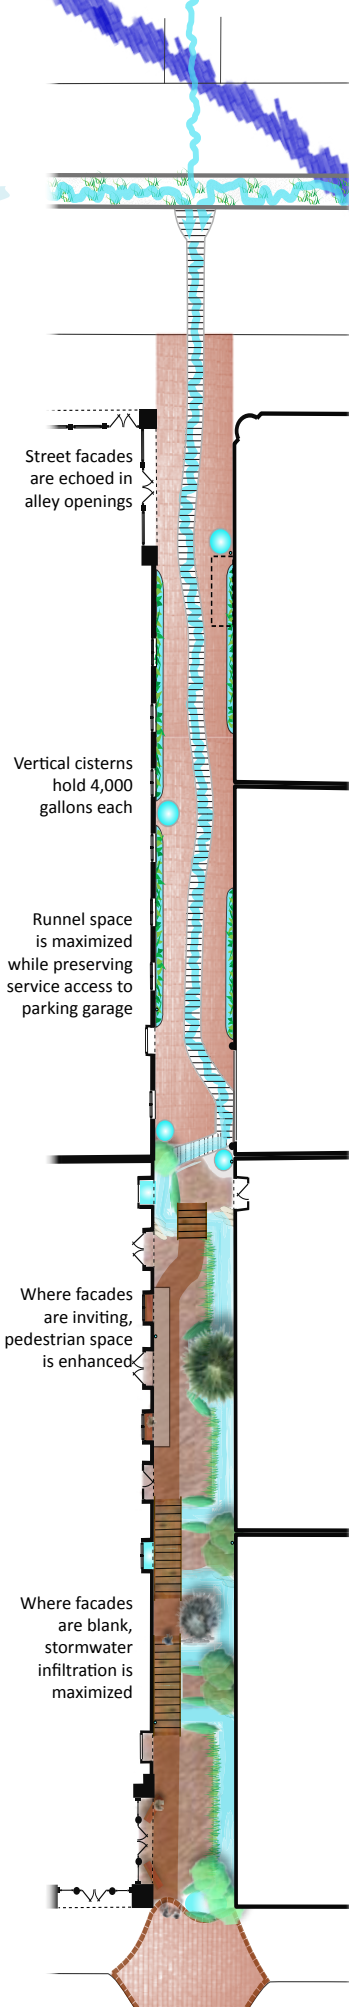 Street facades
are echoed in
alley openings
Vertical cisterns
hold 4,000
gallons each
Runnel space
is maximized
while preserving
service access to
parking garage
Where facades
are inviting,
pedestrian space
is enhanced
Where facades
are blank,
stormwater
infiltration is
maximized